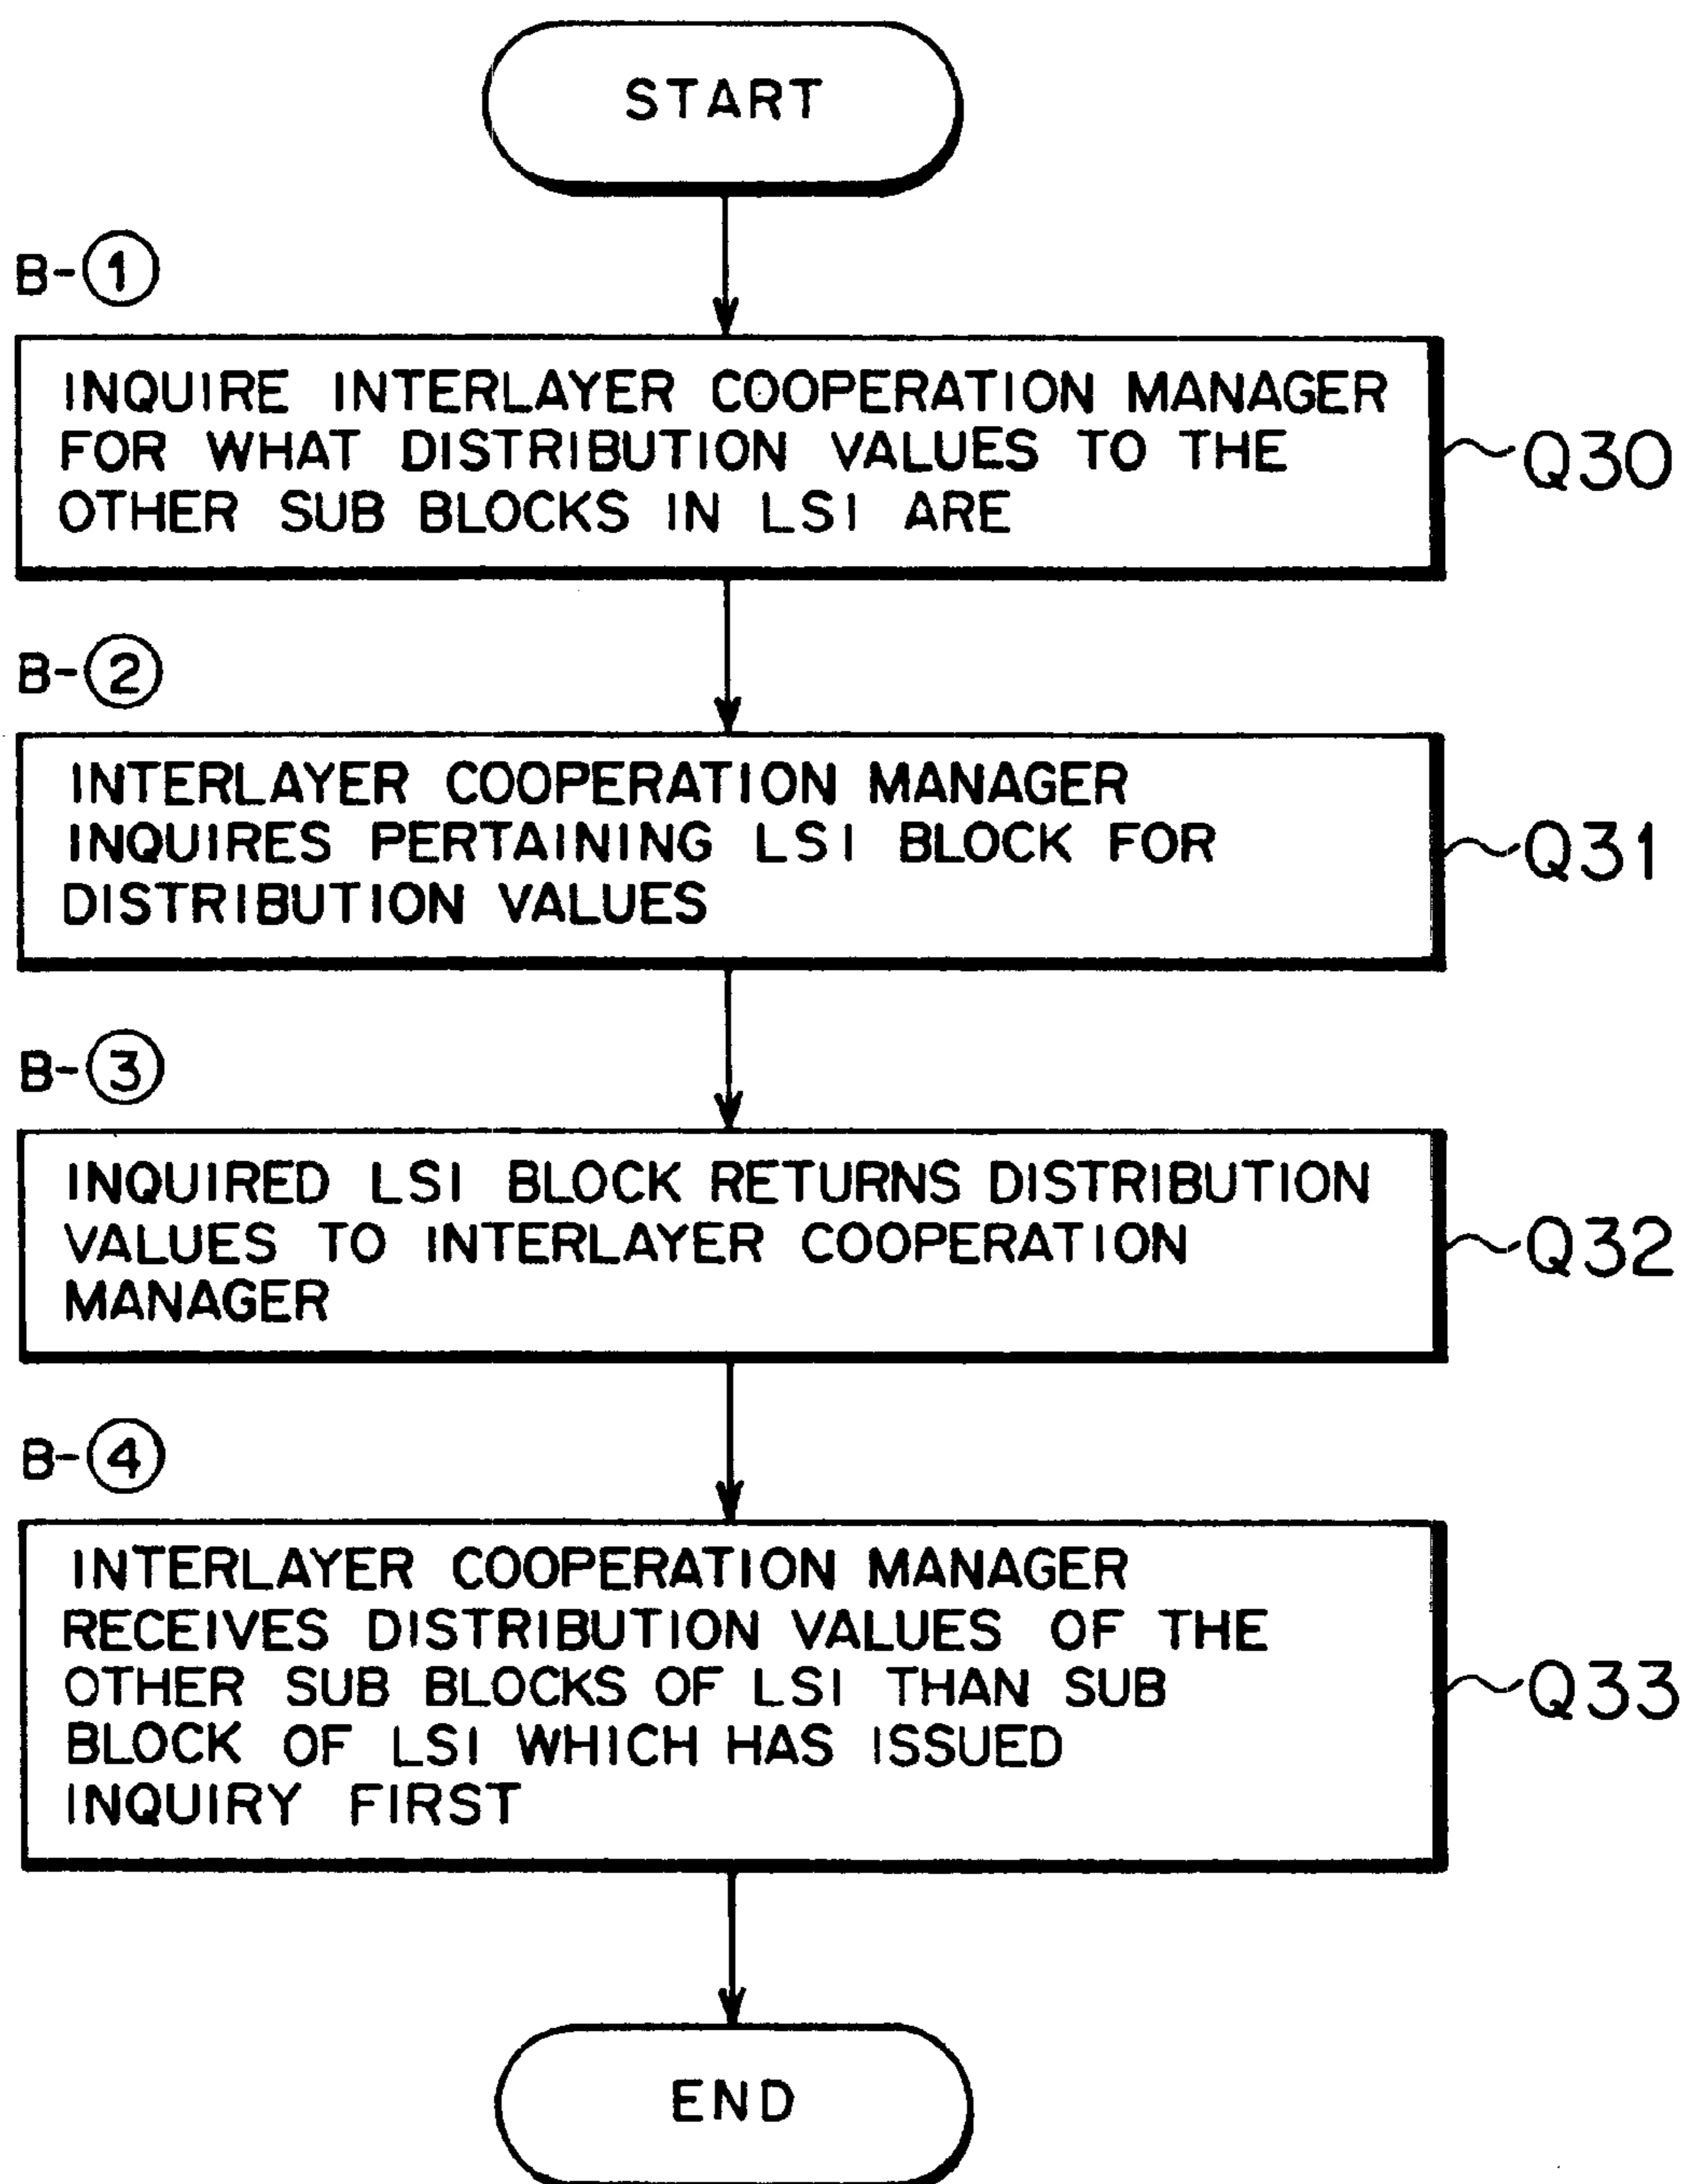 START
B-①
INQUIRE INTERLAYER COOPERATION MANAGER
FOR WHAT DISTRIBUTION VALUES TO THE
OTHER SUB BLOCKS IN LSI ARE
Q30
B-②
INTERLAYER COOPERATION MANAGER
INQUIRES PERTAINING LSI BLOCK FOR
DISTRIBUTION VALUES
Q31
B-③
INQUIRED LSI BLOCK RETURNS DISTRIBUTION
VALUES TO INTERLAYER COOPERATION
MANAGER
Q32
B-④
INTERLAYER COOPERATION MANAGER
RECEIVES DISTRIBUTION VALUES OF THE
OTHER SUB BLOCKS OF LSI THAN SUB
BLOCK OF LSI WHICH HAS ISSUED
INQUIRY FIRST
Q33
END